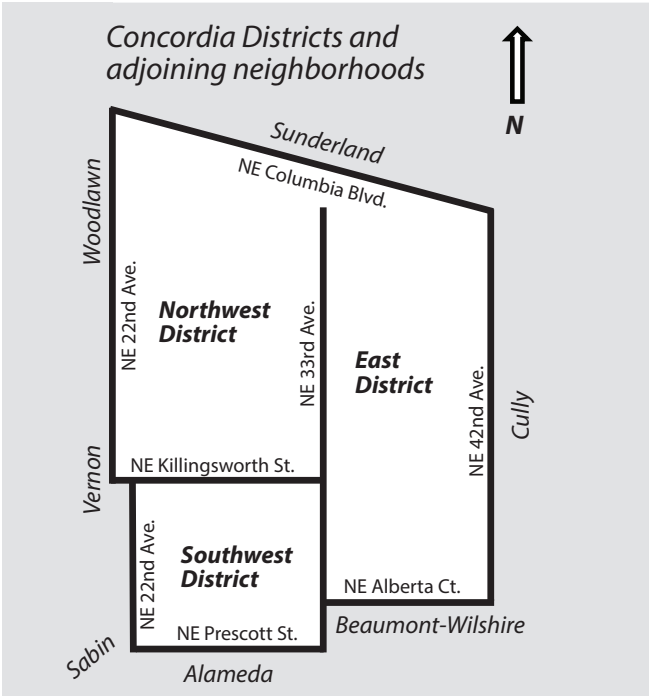 Concordia Districts and
adjoining neighborhoods
N
Sunderland
NE Columbia Blvd.
Woodlawn
NE 22nd Ave.
Northwest
District
NE 33rd Ave.
East
District
NE 42nd Ave.
Cully
Vernon
NE Killingsworth St.
NE 22nd Ave.
Southwest
District
NE Alberta Ct.
NE Prescott St.
Beaumont-Wilshire
Sabin
Alameda